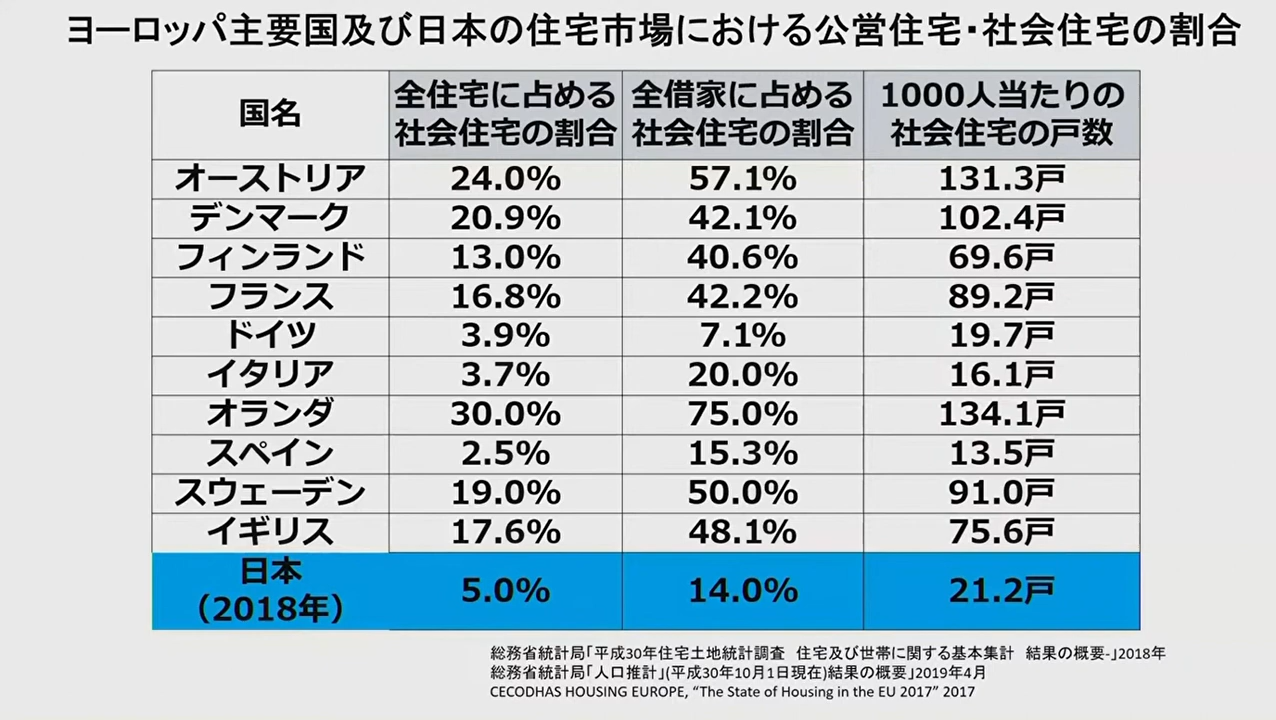 ヨーロッパ主要国及び日本の住宅市場における公営住宅・社会住宅の割合
国名 全住宅に占める社会住宅の割合 全借家に占める社会住宅の割合 1000人当たりの社会住宅の戸数
オーストリア 24.0% 57.1% 131.3戸
デンマーク 20.9% 42.1% 102.4戸
フィンランド 13.0% 40.6% 69.6戸
フランス 16.8% 42.2% 89.2戸
ドイツ 3.9% 7.1% 19.7戸
イタリア 3.7% 20.0% 16.1戸
オランダ 30.0% 75.0% 134.1戸
スペイン 2.5% 15.3% 13.5戸
スウェーデン 19.0% 50.0% 91.0戸
イギリス 17.6% 48.1% 75.6戸
日本（2018年） 5.0% 14.0% 21.2戸
総務省統計局「平成30年住宅土地統計調査　住宅及び世帯に関する基本集計　結果の概要-」2018年
総務省統計局「人口推計」(平成30年10月1日現在)結果の概要」2019年4月
CECODHAS HOUSING EUROPE, “The State of Housing in the EU 2017” 2017